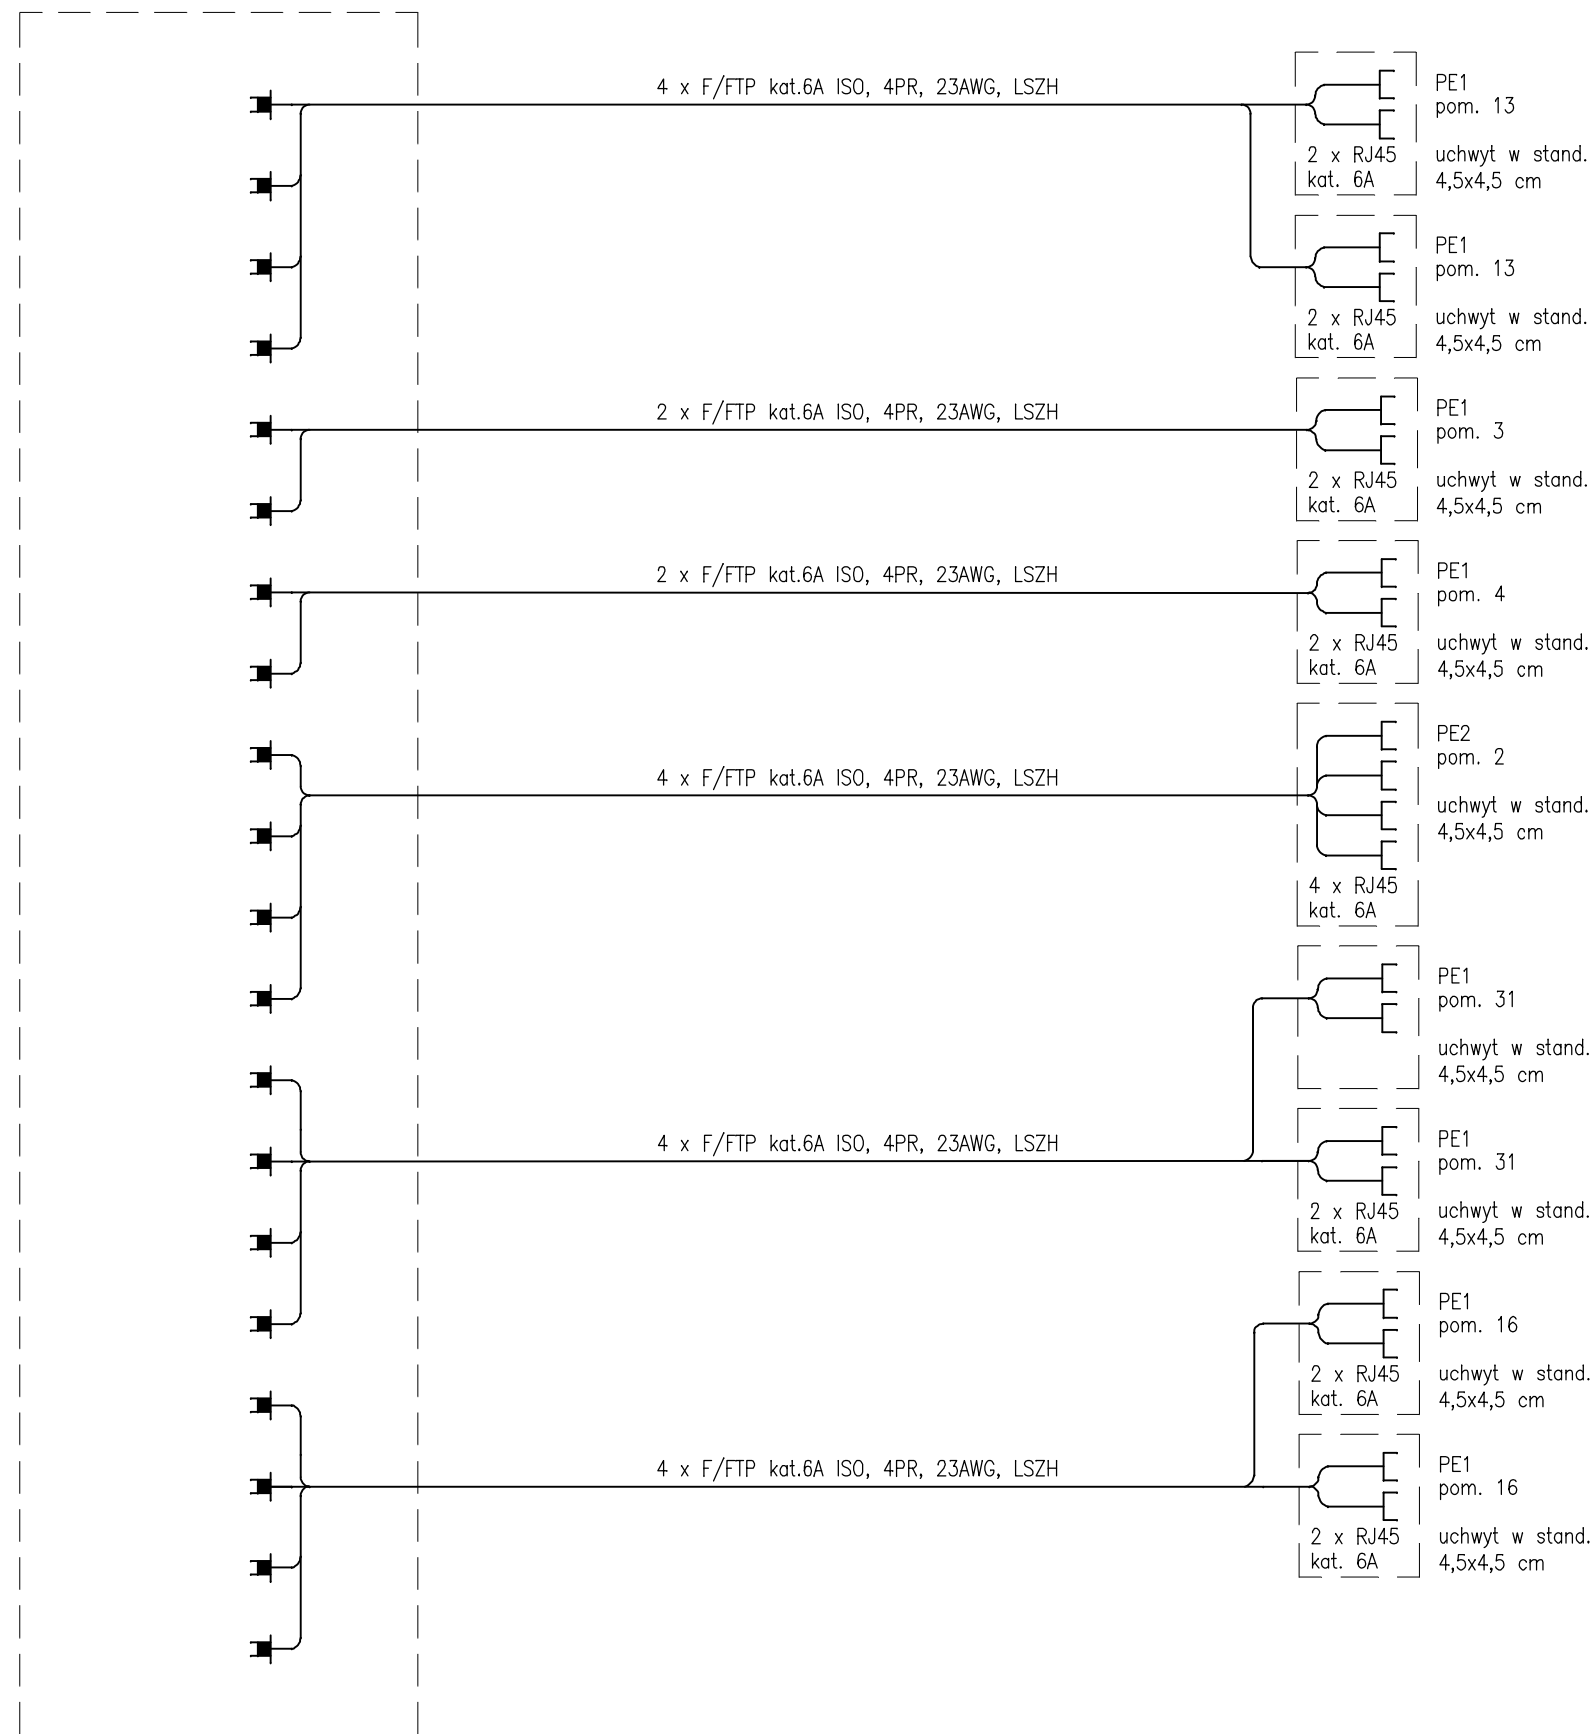 4 x F/FTP kat.6A ISO, 4PR, 23AWG, LSZH
PE1
pom. 13
2 x RJ45
kat. 6A
uchwyt w stand.
4,5x4,5 cm
PE1
pom. 13
2 x RJ45
kat. 6A
uchwyt w stand.
4,5x4,5 cm
2 x F/FTP kat.6A ISO, 4PR, 23AWG, LSZH
PE1
pom. 3
2 x RJ45
kat. 6A
uchwyt w stand.
4,5x4,5 cm
2 x F/FTP kat.6A ISO, 4PR, 23AWG, LSZH
PE1
pom. 4
2 x RJ45
kat. 6A
uchwyt w stand.
4,5x4,5 cm
4 x F/FTP kat.6A ISO, 4PR, 23AWG, LSZH
PE2
pom. 2
uchwyt w stand.
4,5x4,5 cm
4 x RJ45
kat. 6A
PE1
pom. 31
uchwyt w stand.
4,5x4,5 cm
4 x F/FTP kat.6A ISO, 4PR, 23AWG, LSZH
PE1
pom. 31
2 x RJ45
kat. 6A
uchwyt w stand.
4,5x4,5 cm
PE1
pom. 16
2 x RJ45
kat. 6A
uchwyt w stand.
4,5x4,5 cm
4 x F/FTP kat.6A ISO, 4PR, 23AWG, LSZH
PE1
pom. 16
2 x RJ45
kat. 6A
uchwyt w stand.
4,5x4,5 cm